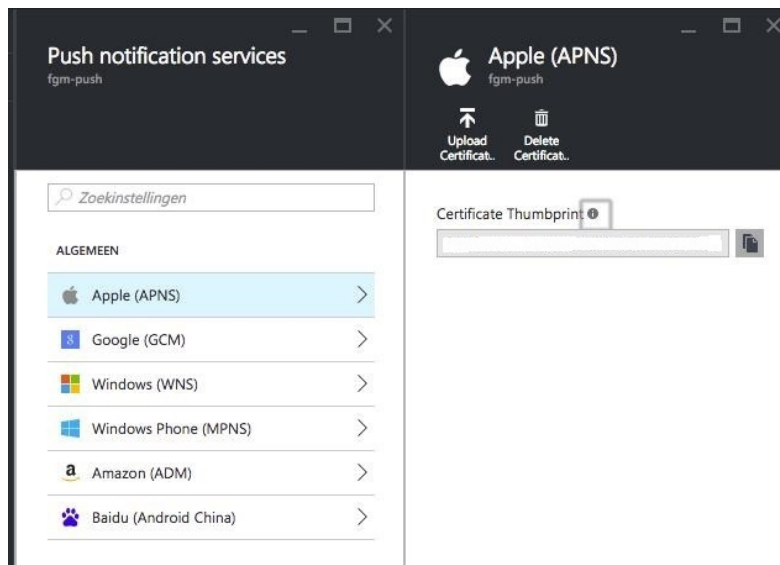 Push notification services
fgm-push
Zoekinstellingen
ALGEMEEN
Apple (APNS)
Google (GCM)
Windows (WNS)
Windows Phone (MPNS)
Amazon (ADM)
Baidu (Android China)
Apple (APNS)
fgm-push
Upload
Certificat..
Delete
Certificat..
Certificate Thumbprint